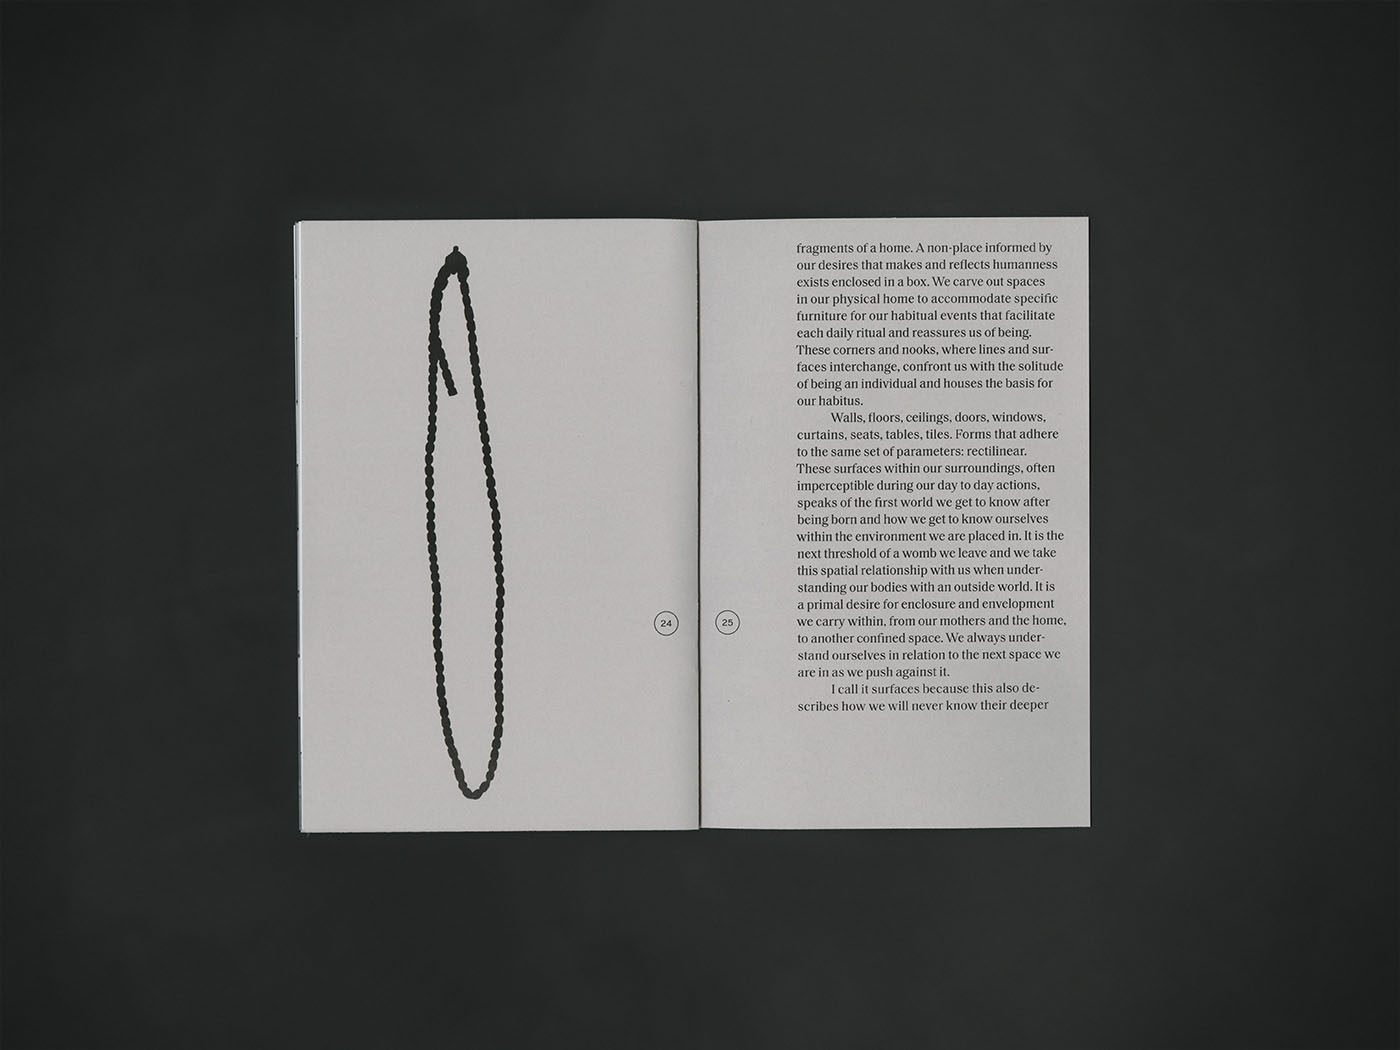 24
25
fragments of a home. A non-place informed by
our desires that makes and reflects humanness
exists enclosed in a box. We carve out spaces
in our physical home to accommodate specific
furniture for our habitual events that facilitate
each daily ritual and reassures us of being.
These corners and nooks, where lines and sur-
faces interchange, confront us with the solitude
of being an individual and houses the basis for
our habitus.
Walls, floors, ceilings, doors, windows,
curtains, seats, tables, tiles. Forms that adhere
to the same set of parameters: rectilinear.
These surfaces within our surroundings, often
imperceptible during our day to day actions,
speaks of the first world we get to know after
being born and how we get to know ourselves
within the environment we are placed in. It is the
next threshold of a womb we leave and we take
this spatial relationship with us when under-
standing our bodies with an outside world. It is
a primal desire for enclosure and envelopment
we carry within, from our mothers and the home,
to another confined space. We always under-
stand ourselves in relation to the next space we
are in as we push against it.
I call it surfaces because this also de-
scribes how we will never know their deeper